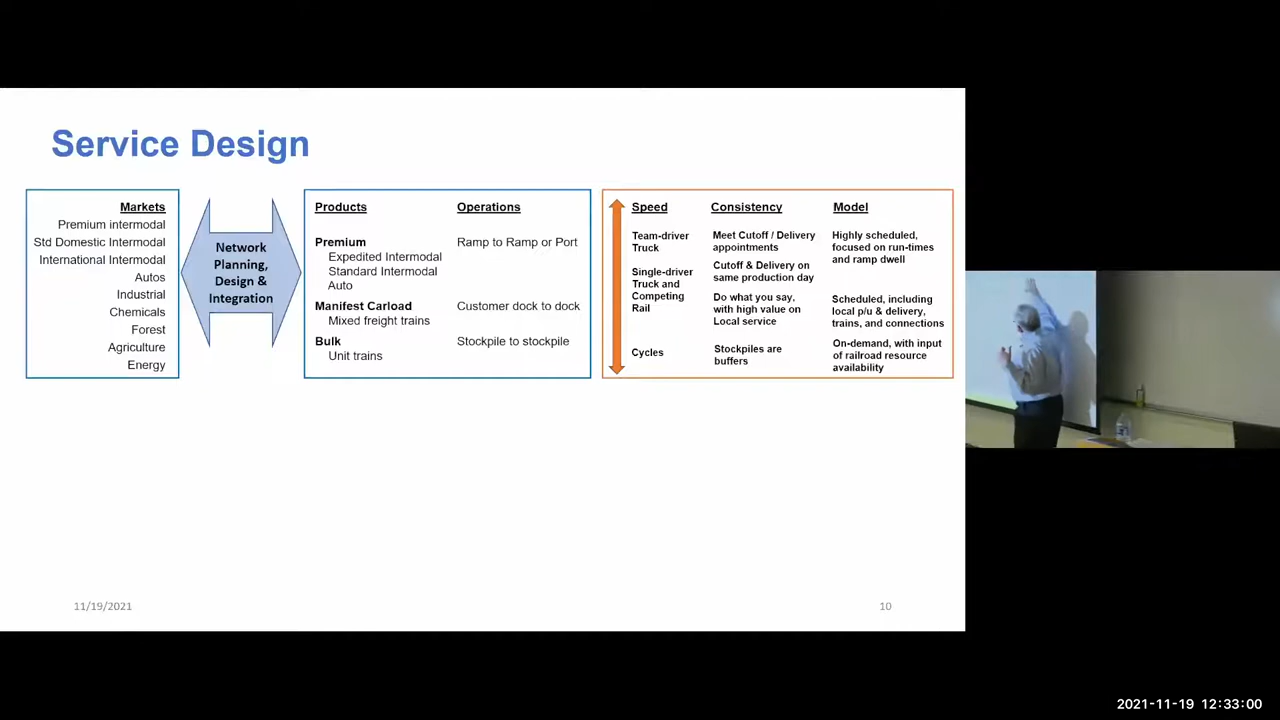 Service Design
Markets
Premium intermodal
Std Domestic Intermodal
International Intermodal
Autos
Industrial
Chemicals
Forest
Agriculture
Energy
Network
Planning,
Design &
Integration
Products
Operations
Premium
Ramp to Ramp or Port
Expedited Intermodal
Standard Intermodal
Auto
Manifest Carload
Customer dock to dock
Mixed freight trains
Bulk
Stockpile to stockpile
Unit trains
Speed
Team-driver
Truck
Single-driver
Truck and
Competing
Rail
Cycles
Consistency
Meet Cutoff / Delivery
appointments
Cutoff & Delivery on
same production day
Do what you say,
with high value on
Local service
Stockpiles are
buffers
Model
Highly scheduled,
focused on run-times
and ramp dwell
Scheduled, including
local p/u & delivery,
trains, and connections
On-demand, with input
of railroad resource
availability
11/19/2021
10
2021-11-19 12:33:00